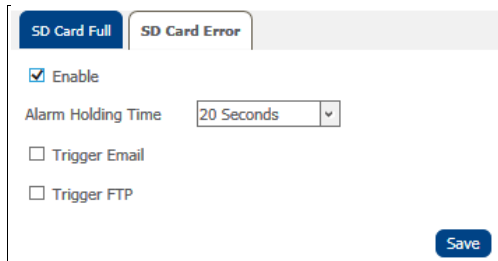 SD Card Full SD Card Error
Enable
Alarm Holding Time 20 Seconds
Trigger Email
Trigger FTP
Save